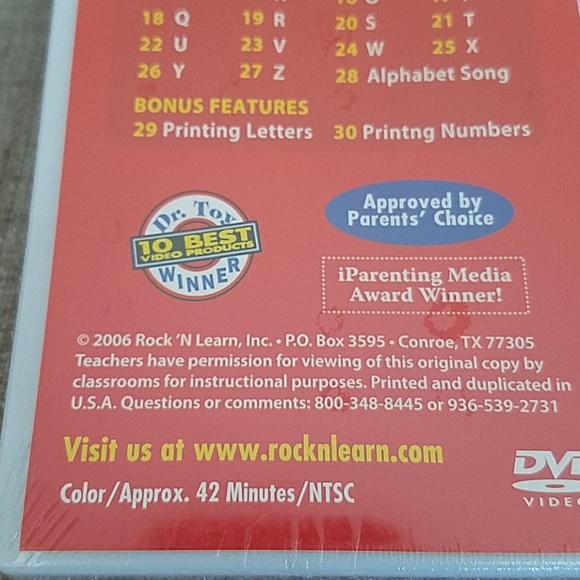 18 Q 19 R 20 S 21 T
22 U 23 V 24 W 25 X
26 Y 27 Z 28 Alphabet Song
BONUS FEATURES
29 Printing Letters 30 Printng Numbers
Dr. Toy
10 BEST
VIDEO PRODUCTS
WINNER
Approved by
Parents' Choice
iParenting Media
Award Winner!
© 2006 Rock 'N Learn, Inc. • P.O. Box 3595 • Conroe, TX 77305
Teachers have permission for viewing of this original copy by
classrooms for instructional purposes. Printed and duplicated in
U.S.A. Questions or comments: 800-348-8445 or 936-539-2731
Visit us at www.rocknlearn.com
Color/Approx. 42 Minutes/NTSC
DVD
VIDEO